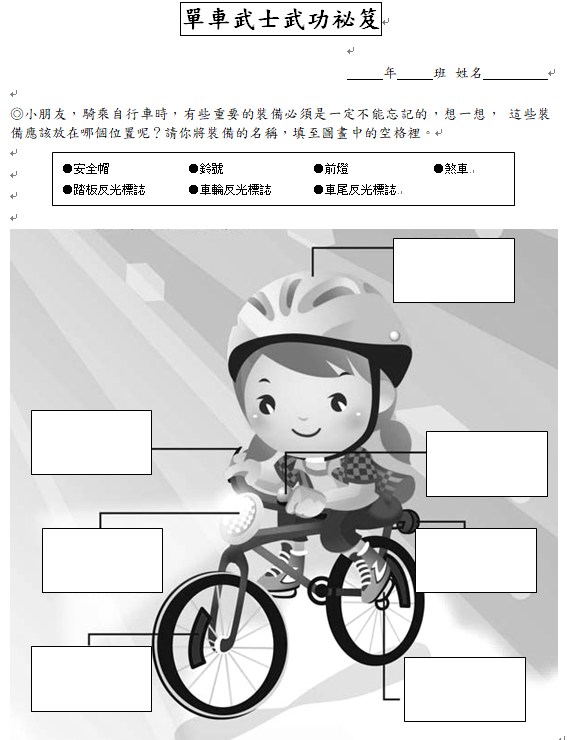 單車武士武功祕笈
_____年_____班 姓名_________
◎小朋友，騎乘自行車時，有些重要的裝備必須是一定不能忘記的，想一想， 這些裝
備應該放在哪個位置呢？請你將裝備的名稱，填至圖畫中的空格裡。
●安全帽 ●鈴號 ●前燈 ●煞車
●踏板反光標誌 ●車輪反光標誌 ●車尾反光標誌